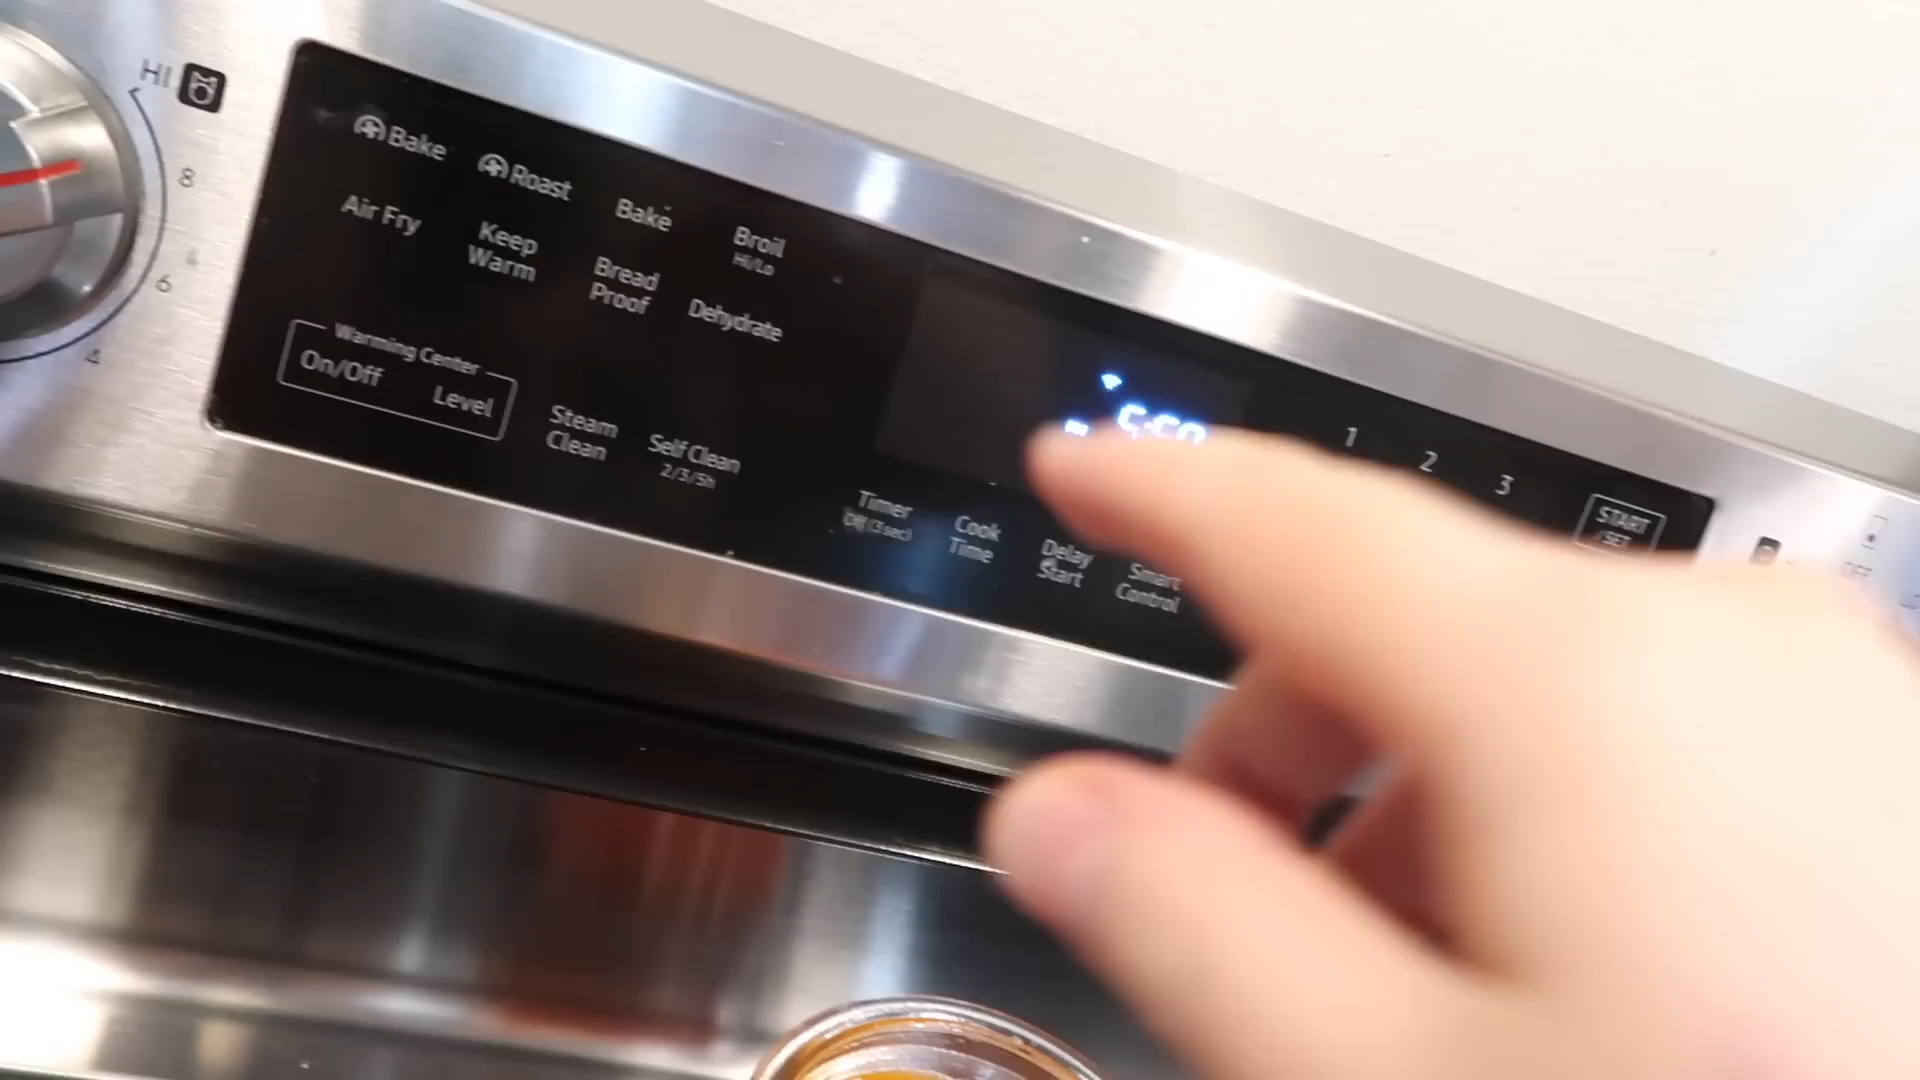 HI
8
6
4
Bake
Roast
Bake
Broil
Hi/Lo
Air Fry
Keep
Warm
Bread
Proof
Dehydrate
Warming Center
On/Off
Level
Steam
Clean
Self Clean
2/3/5h
Timer
(3 sec)
Cook
Time
Delay
Start
Smart
Control
1
2
3
START
/ SET
OFF